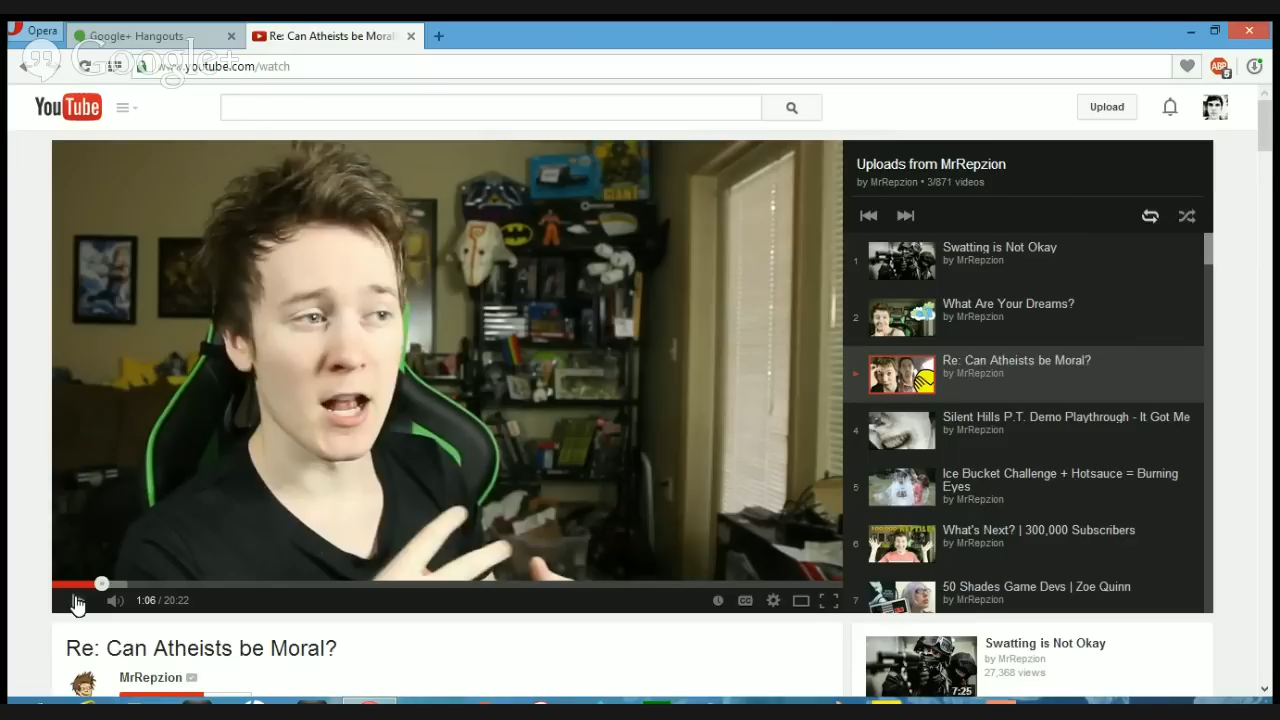 Opera
Google+ Hangouts
Re: Can Atheists be Moral
Google+
www.youtube.com/watch
ABP
5
YouTube
Upload
Uploads from MrRepzion
by MrRepzion • 3/871 videos
1
Swatting is Not Okay
by MrRepzion
2
What Are Your Dreams?
by MrRepzion
Re: Can Atheists be Moral?
by MrRepzion
4
Silent Hills P.T. Demo Playthrough - It Got Me
by MrRepzion
5
Ice Bucket Challenge + Hotsauce = Burning
Eyes
by MrRepzion
6
What's Next? | 300,000 Subscribers
by MrRepzion
7
50 Shades Game Devs | Zoe Quinn
by MrRepzion
1:06 / 20:22
CC
Re: Can Atheists be Moral?
MrRepzion
Swatting is Not Okay
by MrRepzion
27,368 views
7:25